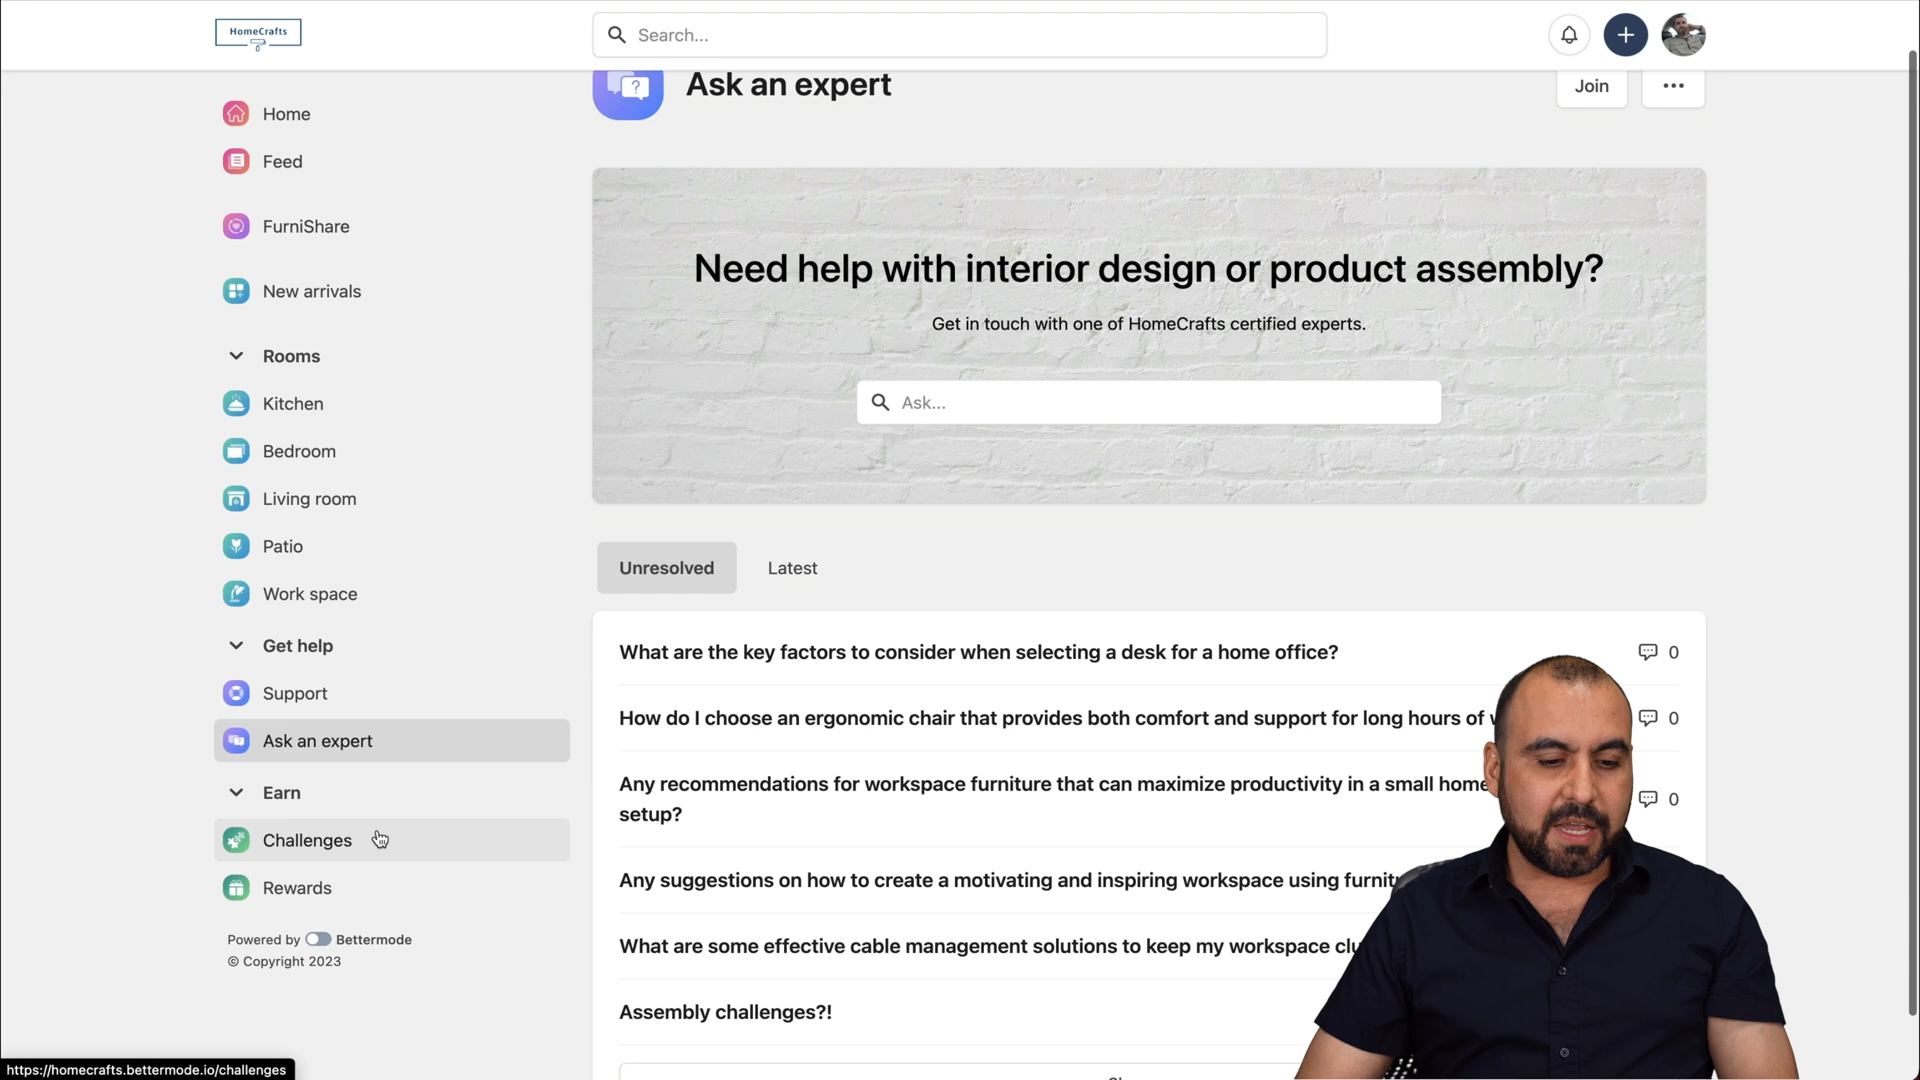 HomeCrafts
Search...
Home
Feed
FurniShare
New arrivals
Rooms
Kitchen
Bedroom
Living room
Patio
Work space
Get help
Support
Ask an expert
Earn
Challenges
Rewards
Powered by Bettermode
© Copyright 2023
https://homecrafts.bettermode.io/challenges
Ask an expert
Join
Need help with interior design or product assembly?
Get in touch with one of HomeCrafts certified experts.
Ask...
Unresolved
Latest
What are the key factors to consider when selecting a desk for a home office?
0
How do I choose an ergonomic chair that provides both comfort and support for long hours of
0
Any recommendations for workspace furniture that can maximize productivity in a small home
setup?
0
Any suggestions on how to create a motivating and inspiring workspace using
What are some effective cable management solutions to keep my workspace
Assembly challenges?!